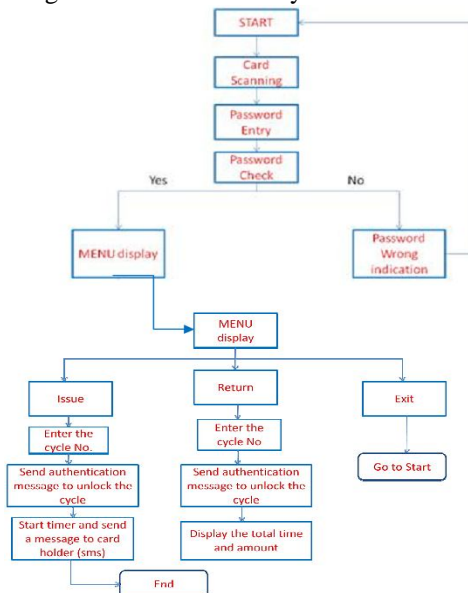 START
Card
Scanning
Password
Entry
Password
Check
Yes
No
MENU display
Password
Wrong
indication
MENU
display
Issue
Return
Exit
Enter the
cycle No.
Enter the
cycle No
Go to Start
Send authentication
message to unlock the
cycle
Send authentication
message to unlock the
cycle
Start timer and send
a message to card
holder (sms)
Display the total time
and amount
End